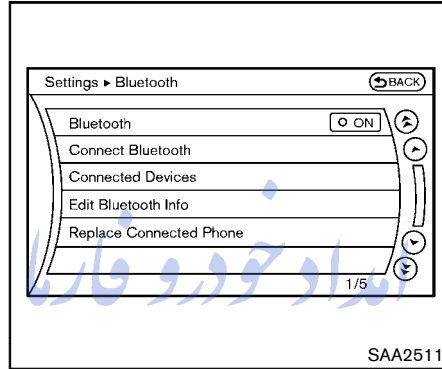 Settings ▸ Bluetooth BACK
Bluetooth ON
Connect Bluetooth
Connected Devices
Edit Bluetooth Info
Replace Connected Phone
1/5
امداد خودرو فارما
SAA2511